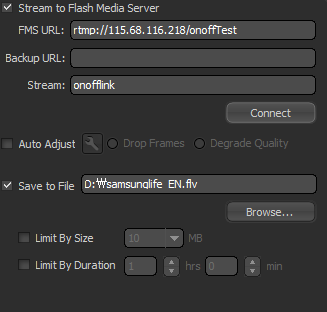 Stream to Flash Media Server
FMS URL: rtmp://115.68.116.218/onoffTest
Backup URL:
Stream: onofflink
Connect
Auto Adjust Drop Frames Degrade Quality
Save to File D:₩samsunglife_EN.flv
Browse...
Limit By Size 10 MB
Limit By Duration 1 hrs 0 min